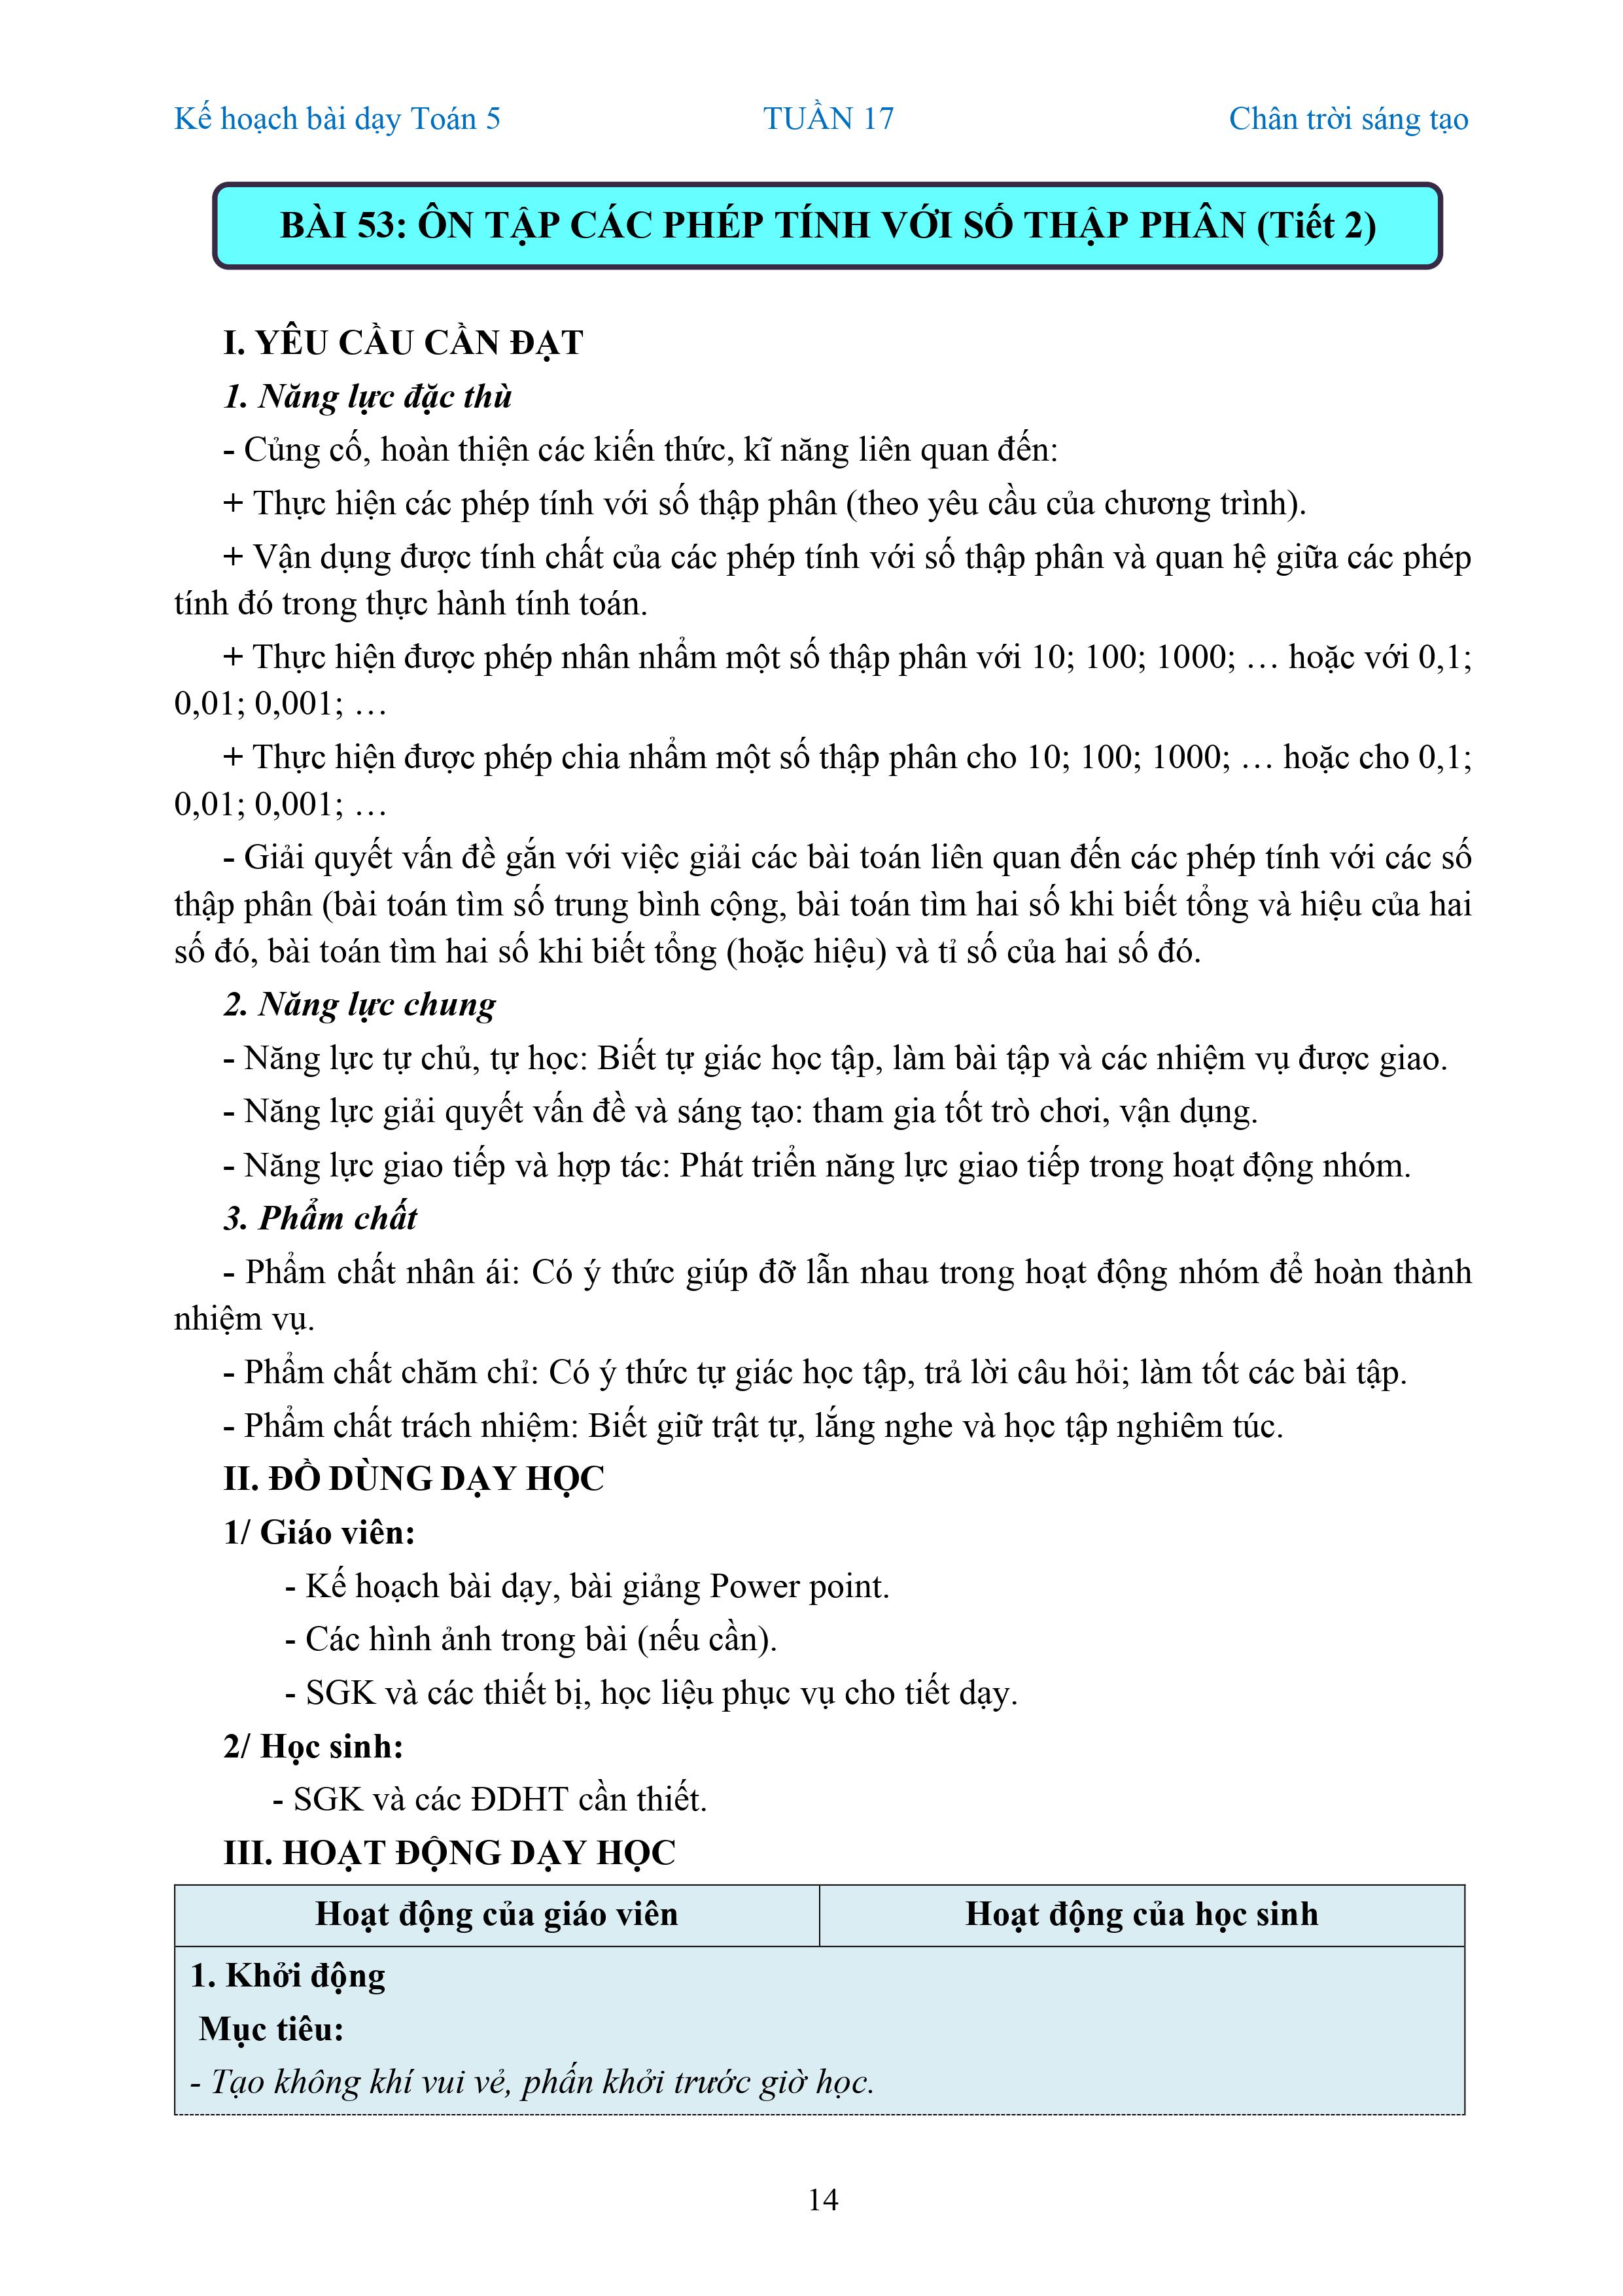 Kế hoạch bài dạy Toán 5 TUẦN 17 Chân trời sáng tạo
BÀI 53: ÔN TẬP CÁC PHÉP TÍNH VỚI SỐ THẬP PHÂN (Tiết 2)
I. YÊU CẦU CẦN ĐẠT
1. Năng lực đặc thù
- Củng cố, hoàn thiện các kiến thức, kĩ năng liên quan đến:
+ Thực hiện các phép tính với số thập phân (theo yêu cầu của chương trình).
+ Vận dụng được tính chất của các phép tính với số thập phân và quan hệ giữa các phép
tính đó trong thực hành tính toán.
+ Thực hiện được phép nhân nhẩm một số thập phân với 10; 100; 1000; … hoặc với 0,1;
0,01; 0,001; …
+ Thực hiện được phép chia nhẩm một số thập phân cho 10; 100; 1000; … hoặc cho 0,1;
0,01; 0,001; …
- Giải quyết vấn đề gắn với việc giải các bài toán liên quan đến các phép tính với các số
thập phân (bài toán tìm số trung bình cộng, bài toán tìm hai số khi biết tổng và hiệu của hai
số đó, bài toán tìm hai số khi biết tổng (hoặc hiệu) và tỉ số của hai số đó.
2. Năng lực chung
- Năng lực tự chủ, tự học: Biết tự giác học tập, làm bài tập và các nhiệm vụ được giao.
- Năng lực giải quyết vấn đề và sáng tạo: tham gia tốt trò chơi, vận dụng.
- Năng lực giao tiếp và hợp tác: Phát triển năng lực giao tiếp trong hoạt động nhóm.
3. Phẩm chất
- Phẩm chất nhân ái: Có ý thức giúp đỡ lẫn nhau trong hoạt động nhóm để hoàn thành
nhiệm vụ.
- Phẩm chất chăm chỉ: Có ý thức tự giác học tập, trả lời câu hỏi; làm tốt các bài tập.
- Phẩm chất trách nhiệm: Biết giữ trật tự, lắng nghe và học tập nghiêm túc.
II. ĐỒ DÙNG DẠY HỌC
1/ Giáo viên:
- Kế hoạch bài dạy, bài giảng Power point.
- Các hình ảnh trong bài (nếu cần).
- SGK và các thiết bị, học liệu phục vụ cho tiết dạy.
2/ Học sinh:
- SGK và các ĐDHT cần thiết.
III. HOẠT ĐỘNG DẠY HỌC
Hoạt động của giáo viên Hoạt động của học sinh
1. Khởi động
Mục tiêu:
- Tạo không khí vui vẻ, phấn khởi trước giờ học.
14